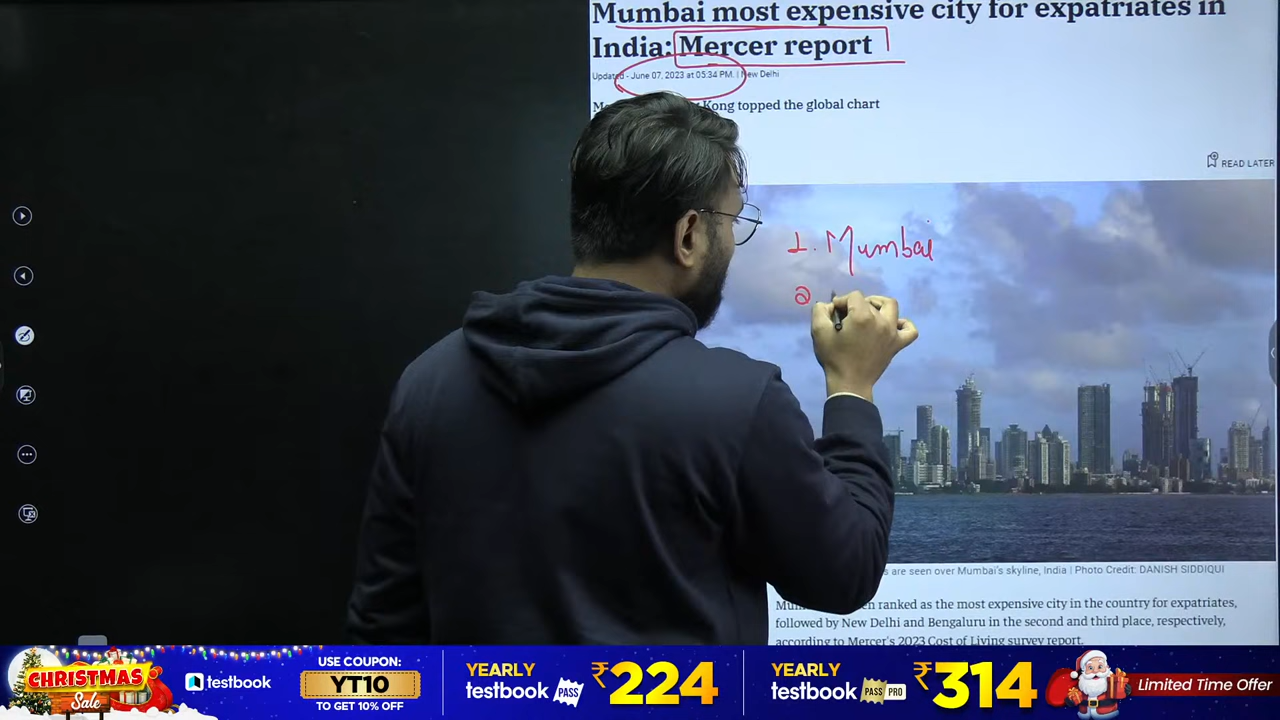 Mumbai most expensive city for expatriates in
India: Mercer report
Updated - June 07, 2023 at 05:34 PM. | New Delhi
Kong topped the global chart
READ LATER
1. Mumbai
2
s are seen over Mumbai's skyline, India | Photo Credit: DANISH SIDDIQUI
ranked as the most expensive city in the country for expatriates,
followed by New Delhi and Bengaluru in the second and third place, respectively,
according to Mercer's 2023 Cost of Living survey report.
CHRISTMAS
Sale
testbook
USE COUPON:
YT10
TO GET 10% OFF
YEARLY
testbook PASS
₹224
YEARLY
testbook PASS PRO
₹314
Limited Time Offer